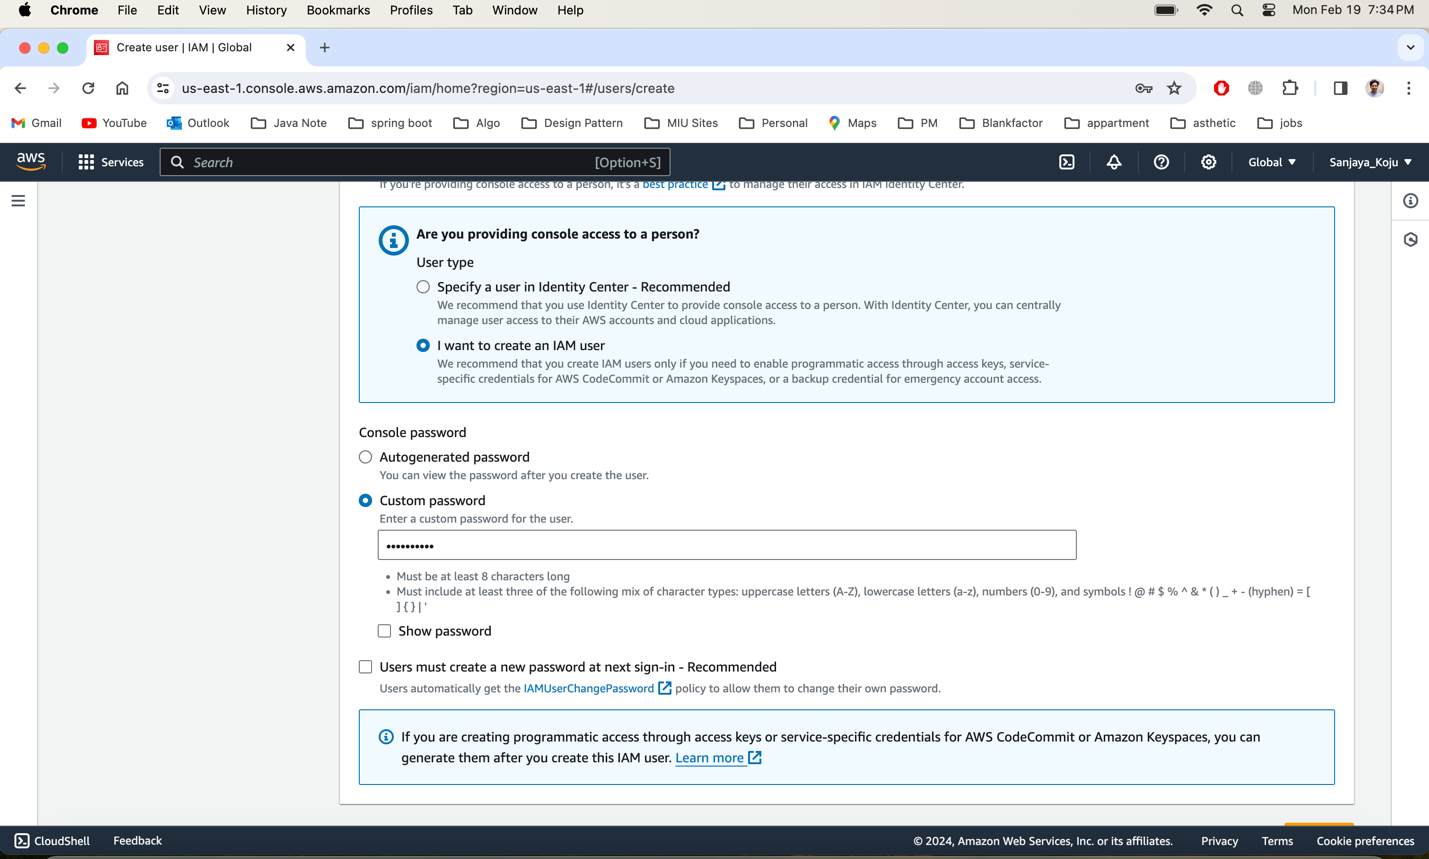 Chrome File Edit View History Bookmarks Profiles Tab Window Help Mon Feb 19 7:34 PM
Create user | IAM | Global
us-east-1.console.aws.amazon.com/iam/home?region=us-east-1#/users/create
Gmail YouTube Outlook Java Note spring boot Algo Design Pattern MIU Sites Personal Maps PM Blankfactor appartment asthetic jobs
aws Services Search [Option+S] Global Sanjaya_Koju
If you're providing console access to a person, it's a best practice to manage their access in IAM Identity Center.
Are you providing console access to a person?
User type
Specify a user in Identity Center - Recommended
We recommend that you use Identity Center to provide console access to a person. With Identity Center, you can centrally
manage user access to their AWS accounts and cloud applications.
I want to create an IAM user
We recommend that you create IAM users only if you need to enable programmatic access through access keys, service-
specific credentials for AWS CodeCommit or Amazon Keyspaces, or a backup credential for emergency account access.
Console password
Autogenerated password
You can view the password after you create the user.
Custom password
Enter a custom password for the user.
••••••••••
• Must be at least 8 characters long
• Must include at least three of the following mix of character types: uppercase letters (A-Z), lowercase letters (a-z), numbers (0-9), and symbols ! @ # $ % ^ & * ( ) _ + - (hyphen) = [
] { } | '
Show password
Users must create a new password at next sign-in - Recommended
Users automatically get the IAMUserChangePassword policy to allow them to change their own password.
If you are creating programmatic access through access keys or service-specific credentials for AWS CodeCommit or Amazon Keyspaces, you can
generate them after you create this IAM user. Learn more
CloudShell Feedback © 2024, Amazon Web Services, Inc. or its affiliates. Privacy Terms Cookie preferences